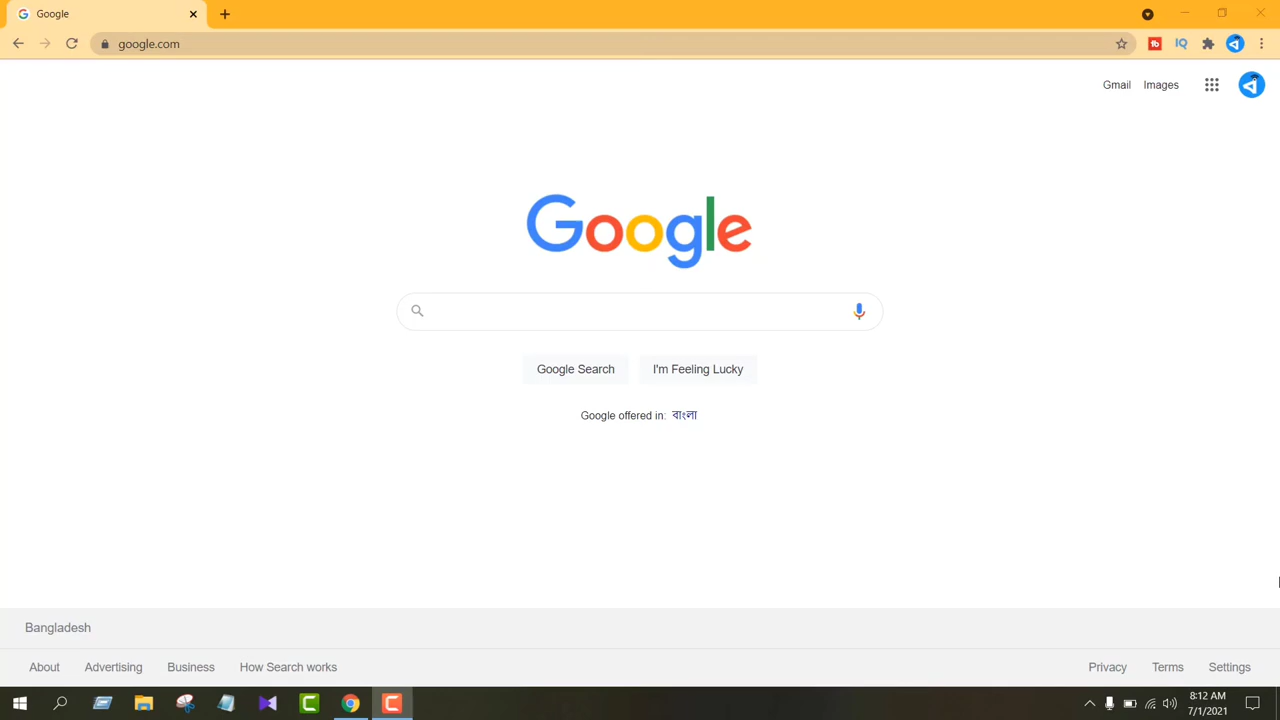 Google
google.com
Gmail Images
Google
Google Search I'm Feeling Lucky
Google offered in: বাংলা
Bangladesh
About Advertising Business How Search works Privacy Terms Settings
8:12 AM
7/1/2021